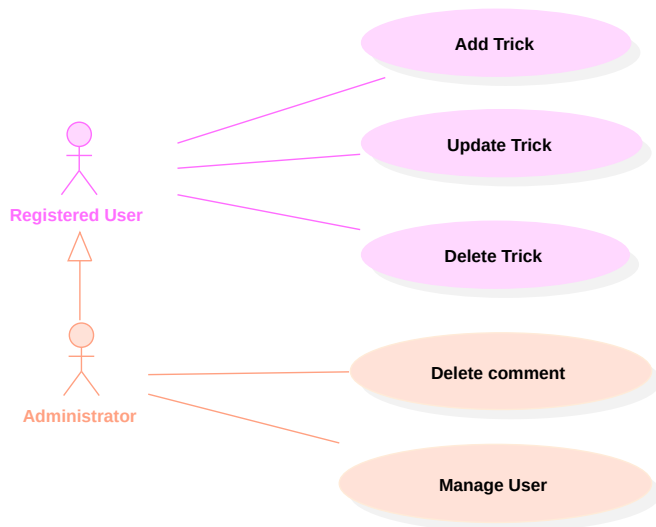 Add Trick
Update Trick
Registered User
Delete Trick
Delete comment
Administrator
Manage User